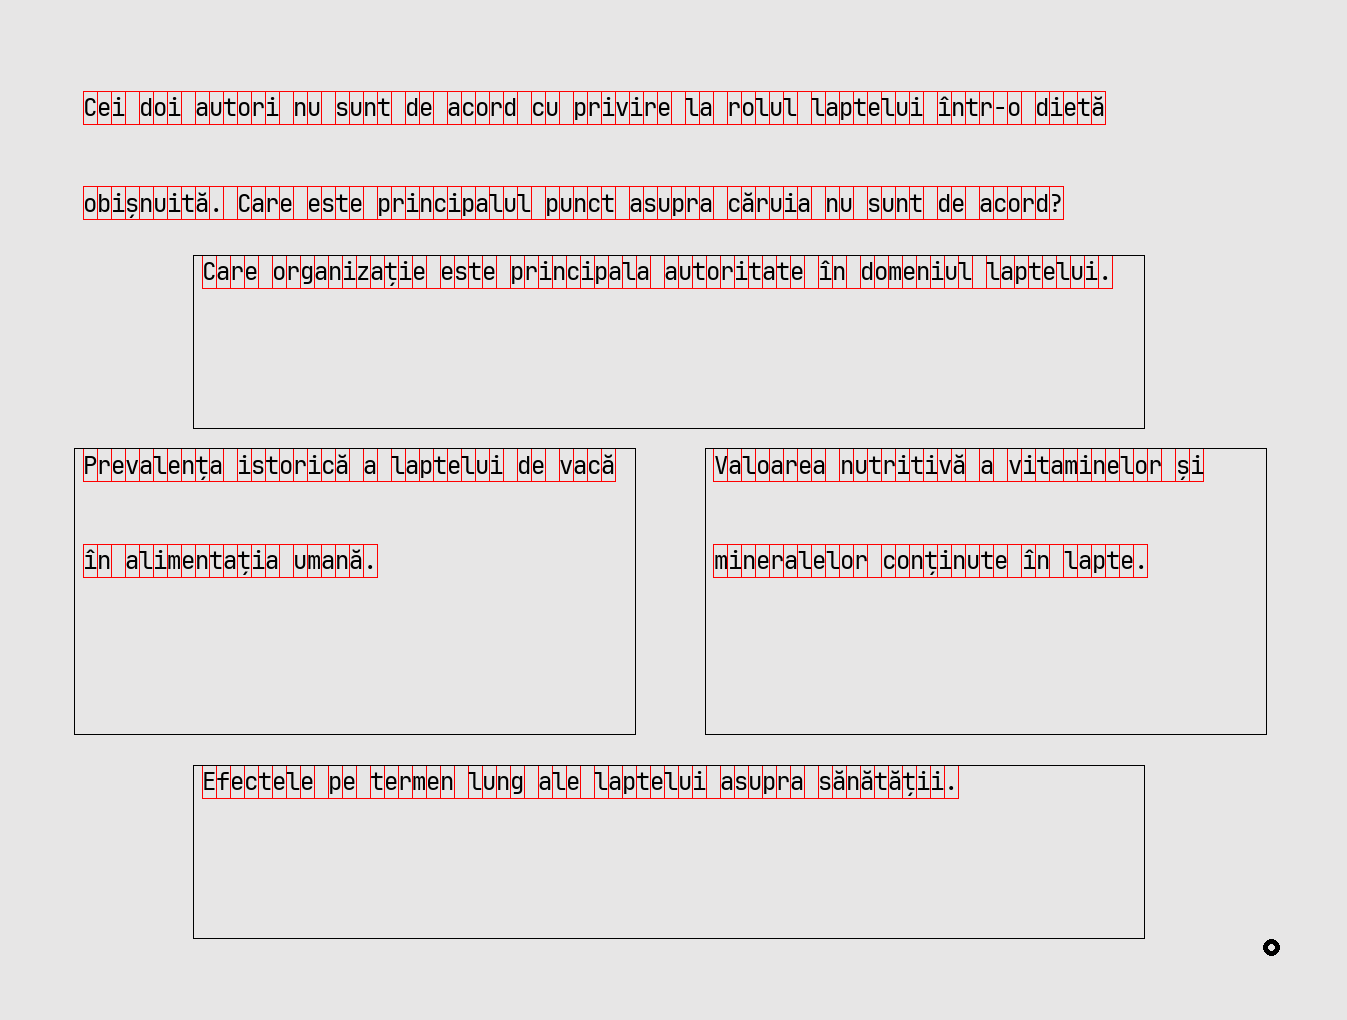 Cei doi autori nu sunt de acord cu privire la rolul laptelui într-o dietă
obișnuită. Care este principalul punct asupra căruia nu sunt de acord?
Care organizație este principala autoritate în domeniul laptelui.
Prevalența istorică a laptelui de vacă
în alimentația umană.
Valoarea nutritivă a vitaminelor și
mineralelor conținute în lapte.
Efectele pe termen lung ale laptelui asupra sănătății.